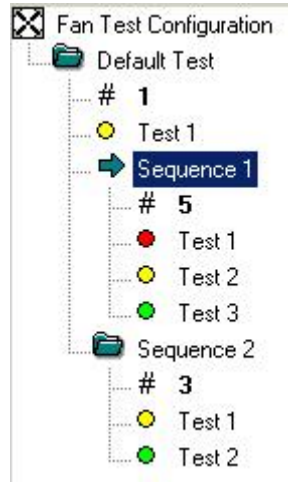 Fan Test Configuration
Default Test
# 1
Test 1
Sequence 1
# 5
Test 1
Test 2
Test 3
Sequence 2
# 3
Test 1
Test 2